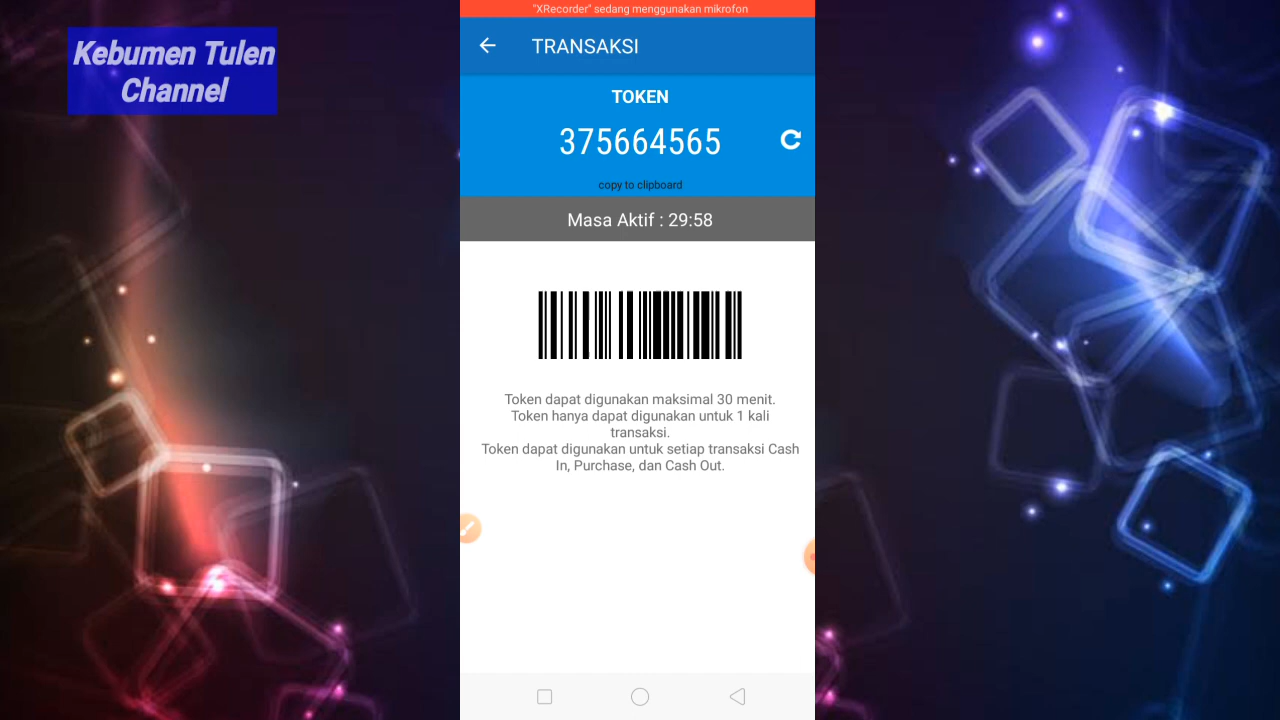 Kebumen Tulen
Channel
"XRecorder" sedang menggunakan mikrofon
TRANSAKSI
TOKEN
375664565
copy to clipboard
Masa Aktif : 29:58
Token dapat digunakan maksimal 30 menit.
Token hanya dapat digunakan untuk 1 kali
transaksi.
Token dapat digunakan untuk setiap transaksi Cash
In, Purchase, dan Cash Out.